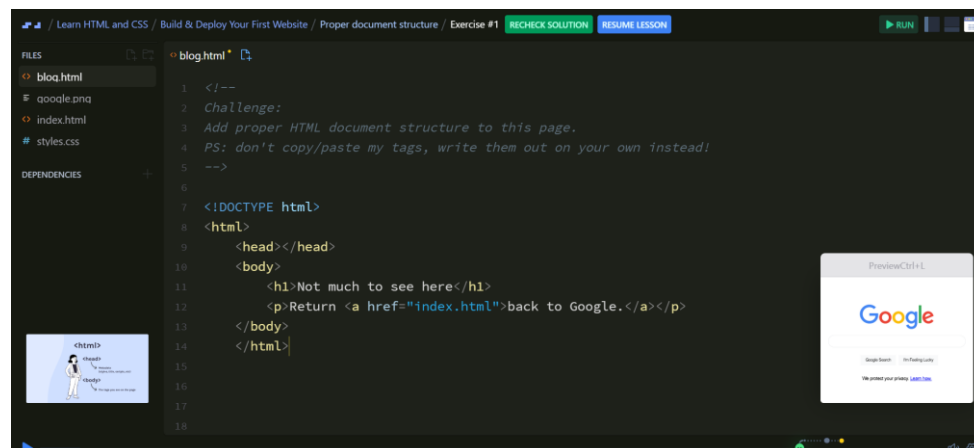 / Learn HTML and CSS / Build & Deploy Your First Website / Proper document structure / Exercise #1 RECHECK SOLUTION RESUME LESSON RUN
FILES
blog.html
google.png
index.html
styles.css
DEPENDENCIES
blog.html
1 <!--
2 Challenge:
3 Add proper HTML document structure to this page.
4 PS: don't copy/paste my tags, write them out on your own instead!
5 -->
6
7 <!DOCTYPE html>
8 <html>
9 <head></head>
10 <body>
11 <h1>Not much to see here</h1>
12 <p>Return <a href="index.html">back to Google.</a></p>
13 </body>
14 </html>
15
16
17
18
<html>
<head>
<body>
PreviewCtrl+L
Google
Google Search I'm Feeling Lucky
We protect your privacy. Learn how.